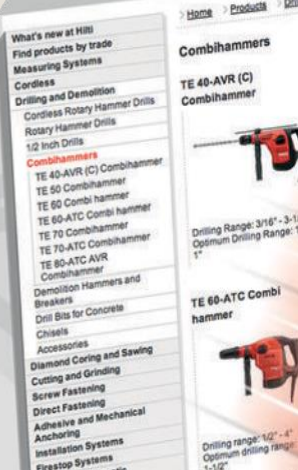 What's new at Hilti
Find products by trade
Measuring Systems
Cordless
Drilling and Demolition
Cordless Rotary Hammer Drills
Rotary Hammer Drills
1/2 Inch Drills
Combihammers
TE 40-AVR (C) Combihammer
TE 50 Combihammer
TE 60 Combi hammer
TE 60-ATC Combi hammer
TE 70 Combihammer
TE 70-ATC Combihammer
TE 80-ATC AVR
Combihammer
Demolition Hammers and
Breakers
Drill Bits for Concrete
Chisels
Accessories
Diamond Coring and Sawing
Cutting and Grinding
Screw Fastening
Direct Fastening
Adhesive and Mechanical
Anchoring
Installation Systems
Firestop Systems
> Home > Products >
Combihammers
TE 40-AVR (C)
Combihammer
Drilling Range: 3/16" - 3-1
Optimum Drilling Range: 1
1"
TE 60-ATC Combi
hammer
Drilling range: 1/2" - 4"
Optimum drilling range
1-1/2"